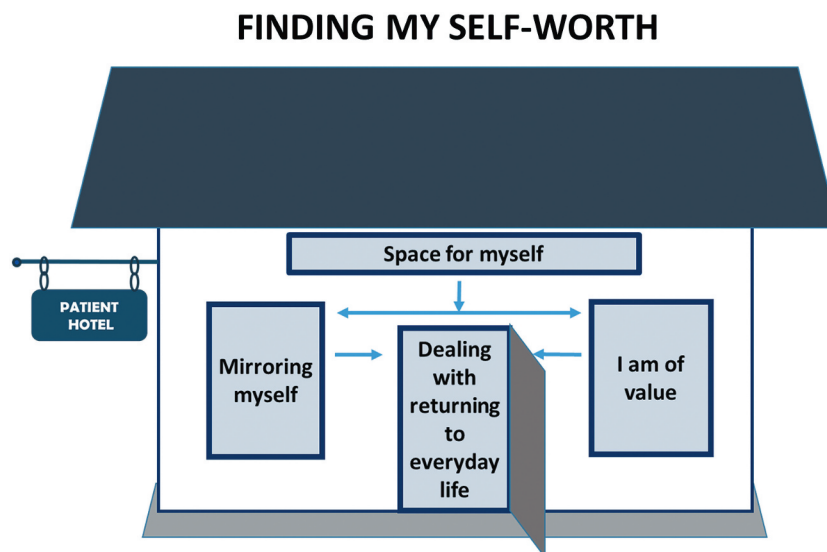 FINDING MY SELF-WORTH
Space for myself
PATIENT
HOTEL
Mirroring
myself
Dealing
with
returning
to
everyday
life
I am of
value